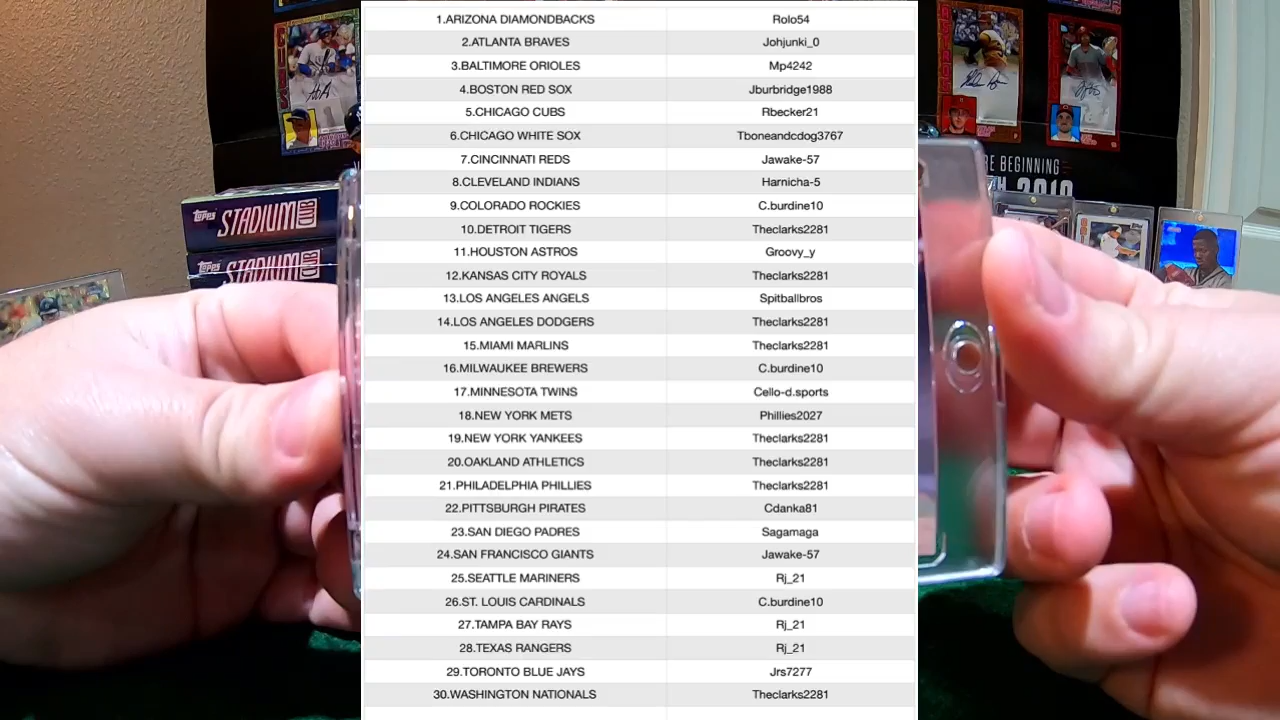 1.ARIZONA DIAMONDBACKS Rolo54
2.ATLANTA BRAVES Johjunki_0
3.BALTIMORE ORIOLES Mp4242
4.BOSTON RED SOX Jburbridge1988
5.CHICAGO CUBS Rbecker21
6.CHICAGO WHITE SOX Tboneandcdog3767
7.CINCINNATI REDS Jawake-57
8.CLEVELAND INDIANS Harnicha-5
9.COLORADO ROCKIES C.burdine10
10.DETROIT TIGERS Theclarks2281
11.HOUSTON ASTROS Groovy_y
12.KANSAS CITY ROYALS Theclarks2281
13.LOS ANGELES ANGELS Spitballbros
14.LOS ANGELES DODGERS Theclarks2281
15.MIAMI MARLINS Theclarks2281
16.MILWAUKEE BREWERS C.burdine10
17.MINNESOTA TWINS Cello-d.sports
18.NEW YORK METS Phillies2027
19.NEW YORK YANKEES Theclarks2281
20.OAKLAND ATHLETICS Theclarks2281
21.PHILADELPHIA PHILLIES Theclarks2281
22.PITTSBURGH PIRATES Cdanka81
23.SAN DIEGO PADRES Sagamaga
24.SAN FRANCISCO GIANTS Jawake-57
25.SEATTLE MARINERS Rj_21
26.ST. LOUIS CARDINALS C.burdine10
27.TAMPA BAY RAYS Rj_21
28.TEXAS RANGERS Rj_21
29.TORONTO BLUE JAYS Jrs7277
30.WASHINGTON NATIONALS Theclarks2281
Topps STADIUM CLUB
Topps STADIUM CLUB
BEGINNING
2019